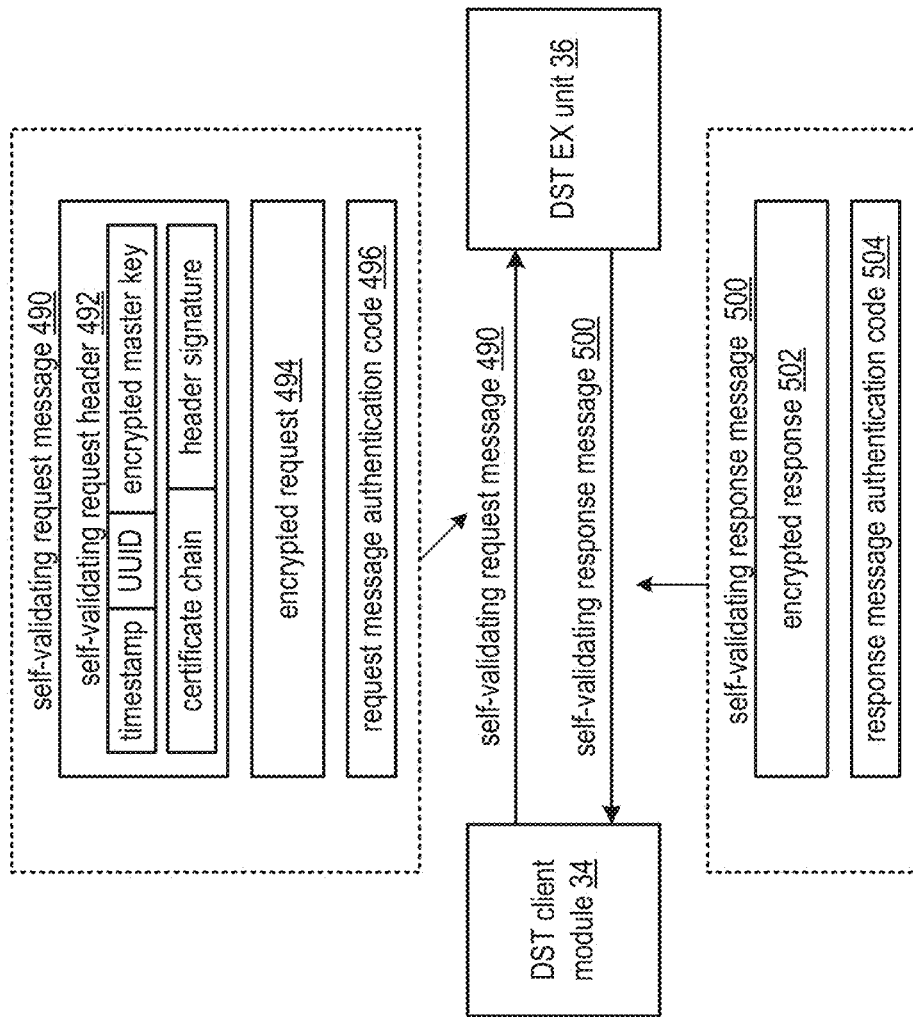 self-validating request message 490
self-validating request header 492
timestamp
UUID
encrypted master key
certificate chain
header signature
encrypted request 494
request message authentication code 496
self-validating request message 490
self-validating response message 500
DST client
module 34
DST EX unit 36
self-validating response message 500
encrypted response 502
response message authentication code 504